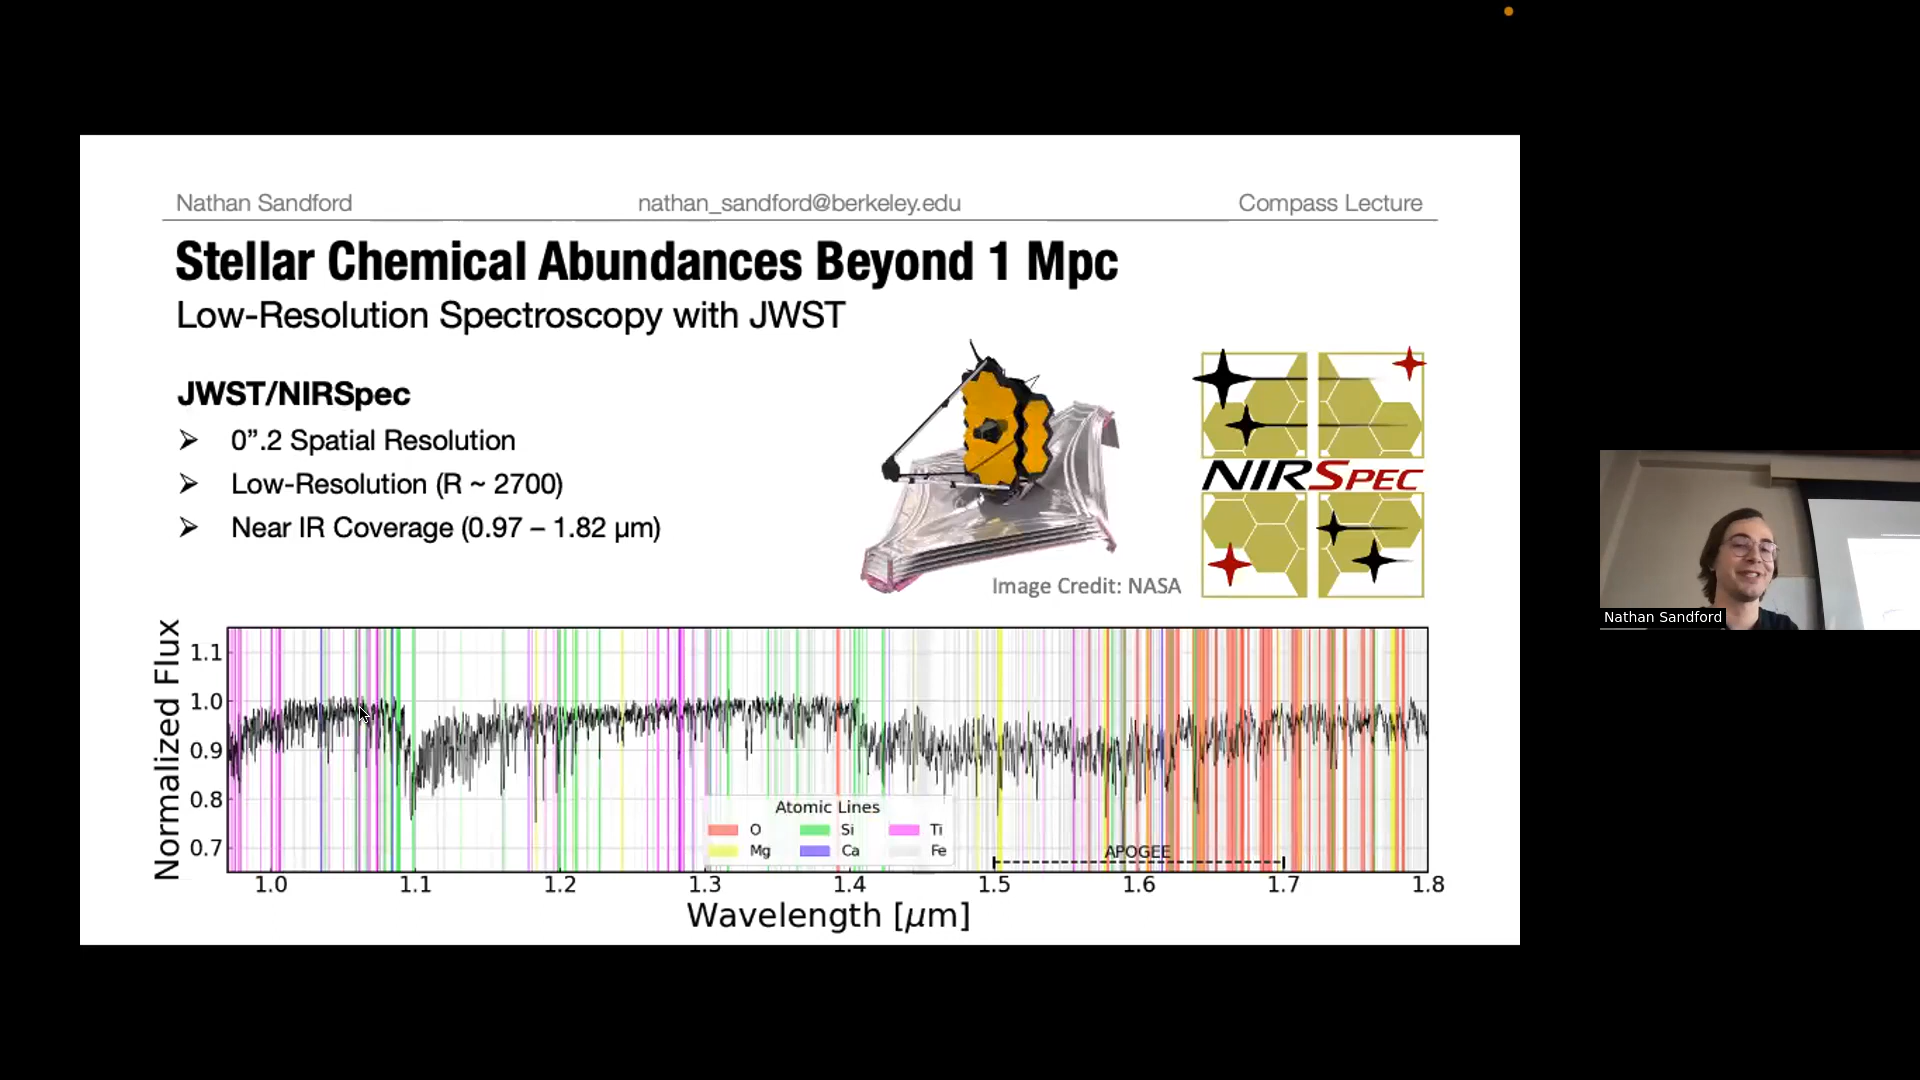 Nathan Sandford
nathan_sandford@berkeley.edu
Compass Lecture
Stellar Chemical Abundances Beyond 1 Mpc
Low-Resolution Spectroscopy with JWST
JWST/NIRSpec
➢ 0”.2 Spatial Resolution
➢ Low-Resolution (R ~ 2700)
➢ Near IR Coverage (0.97 – 1.82 µm)
NIRSPEC
Image Credit: NASA
Normalized Flux
1.1
1.0
0.9
0.8
0.7
Atomic Lines
O Si Ti
Mg Ca Fe
APOGEE
1.0 1.1 1.2 1.3 1.4 1.5 1.6 1.7 1.8
Wavelength [µm]
Nathan Sandford